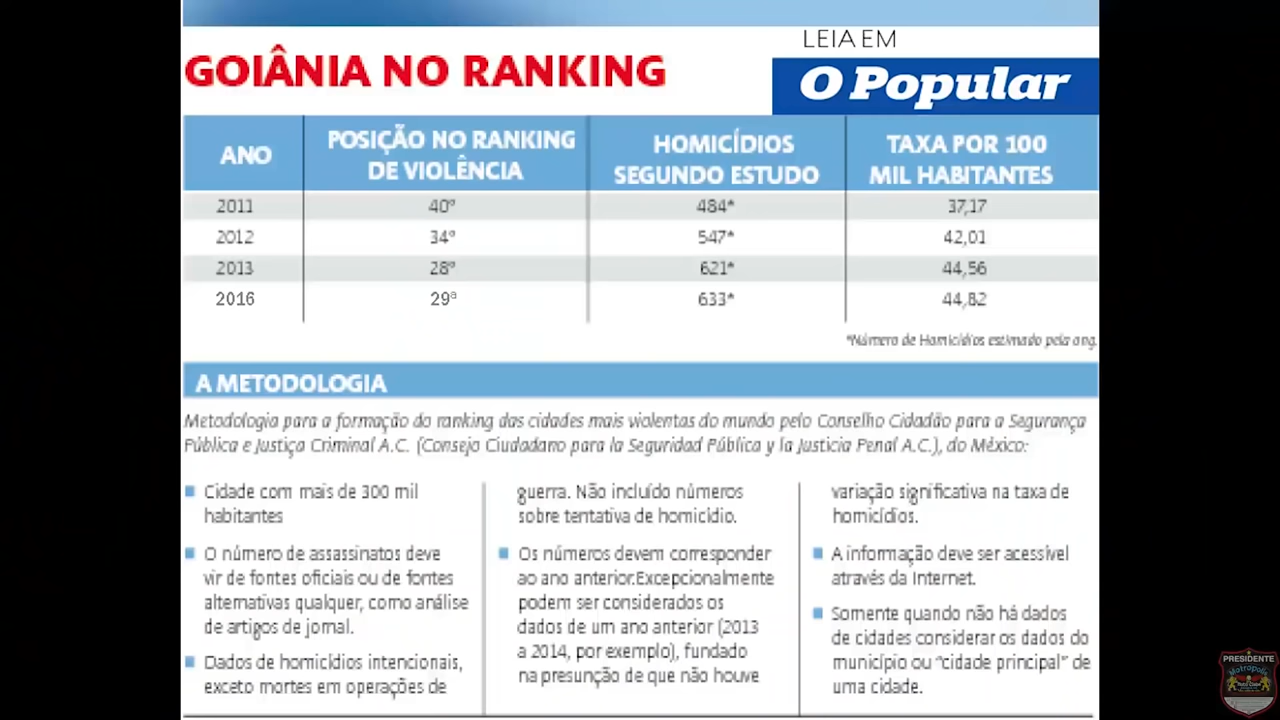 GOIÂNIA NO RANKING
LEIA EM
O Popular
ANO
POSIÇÃO NO RANKING
DE VIOLÊNCIA
HOMICÍDIOS
SEGUNDO ESTUDO
TAXA POR 100
MIL HABITANTES
2011 40º 484* 37,17
2012 34º 547* 42,01
2013 28º 621* 44,56
2016 29ª 633* 44,82
*Número de Homicídios estimado pela ong.
A METODOLOGIA
Metodologia para a formação do ranking das cidades mais violentas do mundo pelo Conselho Cidadão para a Segurança
Pública e Justiça Criminal A.C. (Consejo Ciudadano para la Seguridad Pública y la Justicia Penal A.C.), do México:
Cidade com mais de 300 mil
habitantes
O número de assassinatos deve
vir de fontes oficiais ou de fontes
alternativas qualquer, como análise
de artigos de jornal.
Dados de homicídios intencionais,
exceto mortes em operações de
guerra. Não incluído números
sobre tentativa de homicídio.
Os números devem corresponder
ao ano anterior.Excepcionalmente
podem ser considerados os
dados de um ano anterior (2013
a 2014, por exemplo), fundado
na presunção de que não houve
variação significativa na taxa de
homicídios.
A informação deve ser acessível
através da Internet.
Somente quando não há dados
de cidades considerar os dados do
município ou "cidade principal" de
uma cidade.
PRESIDENTE